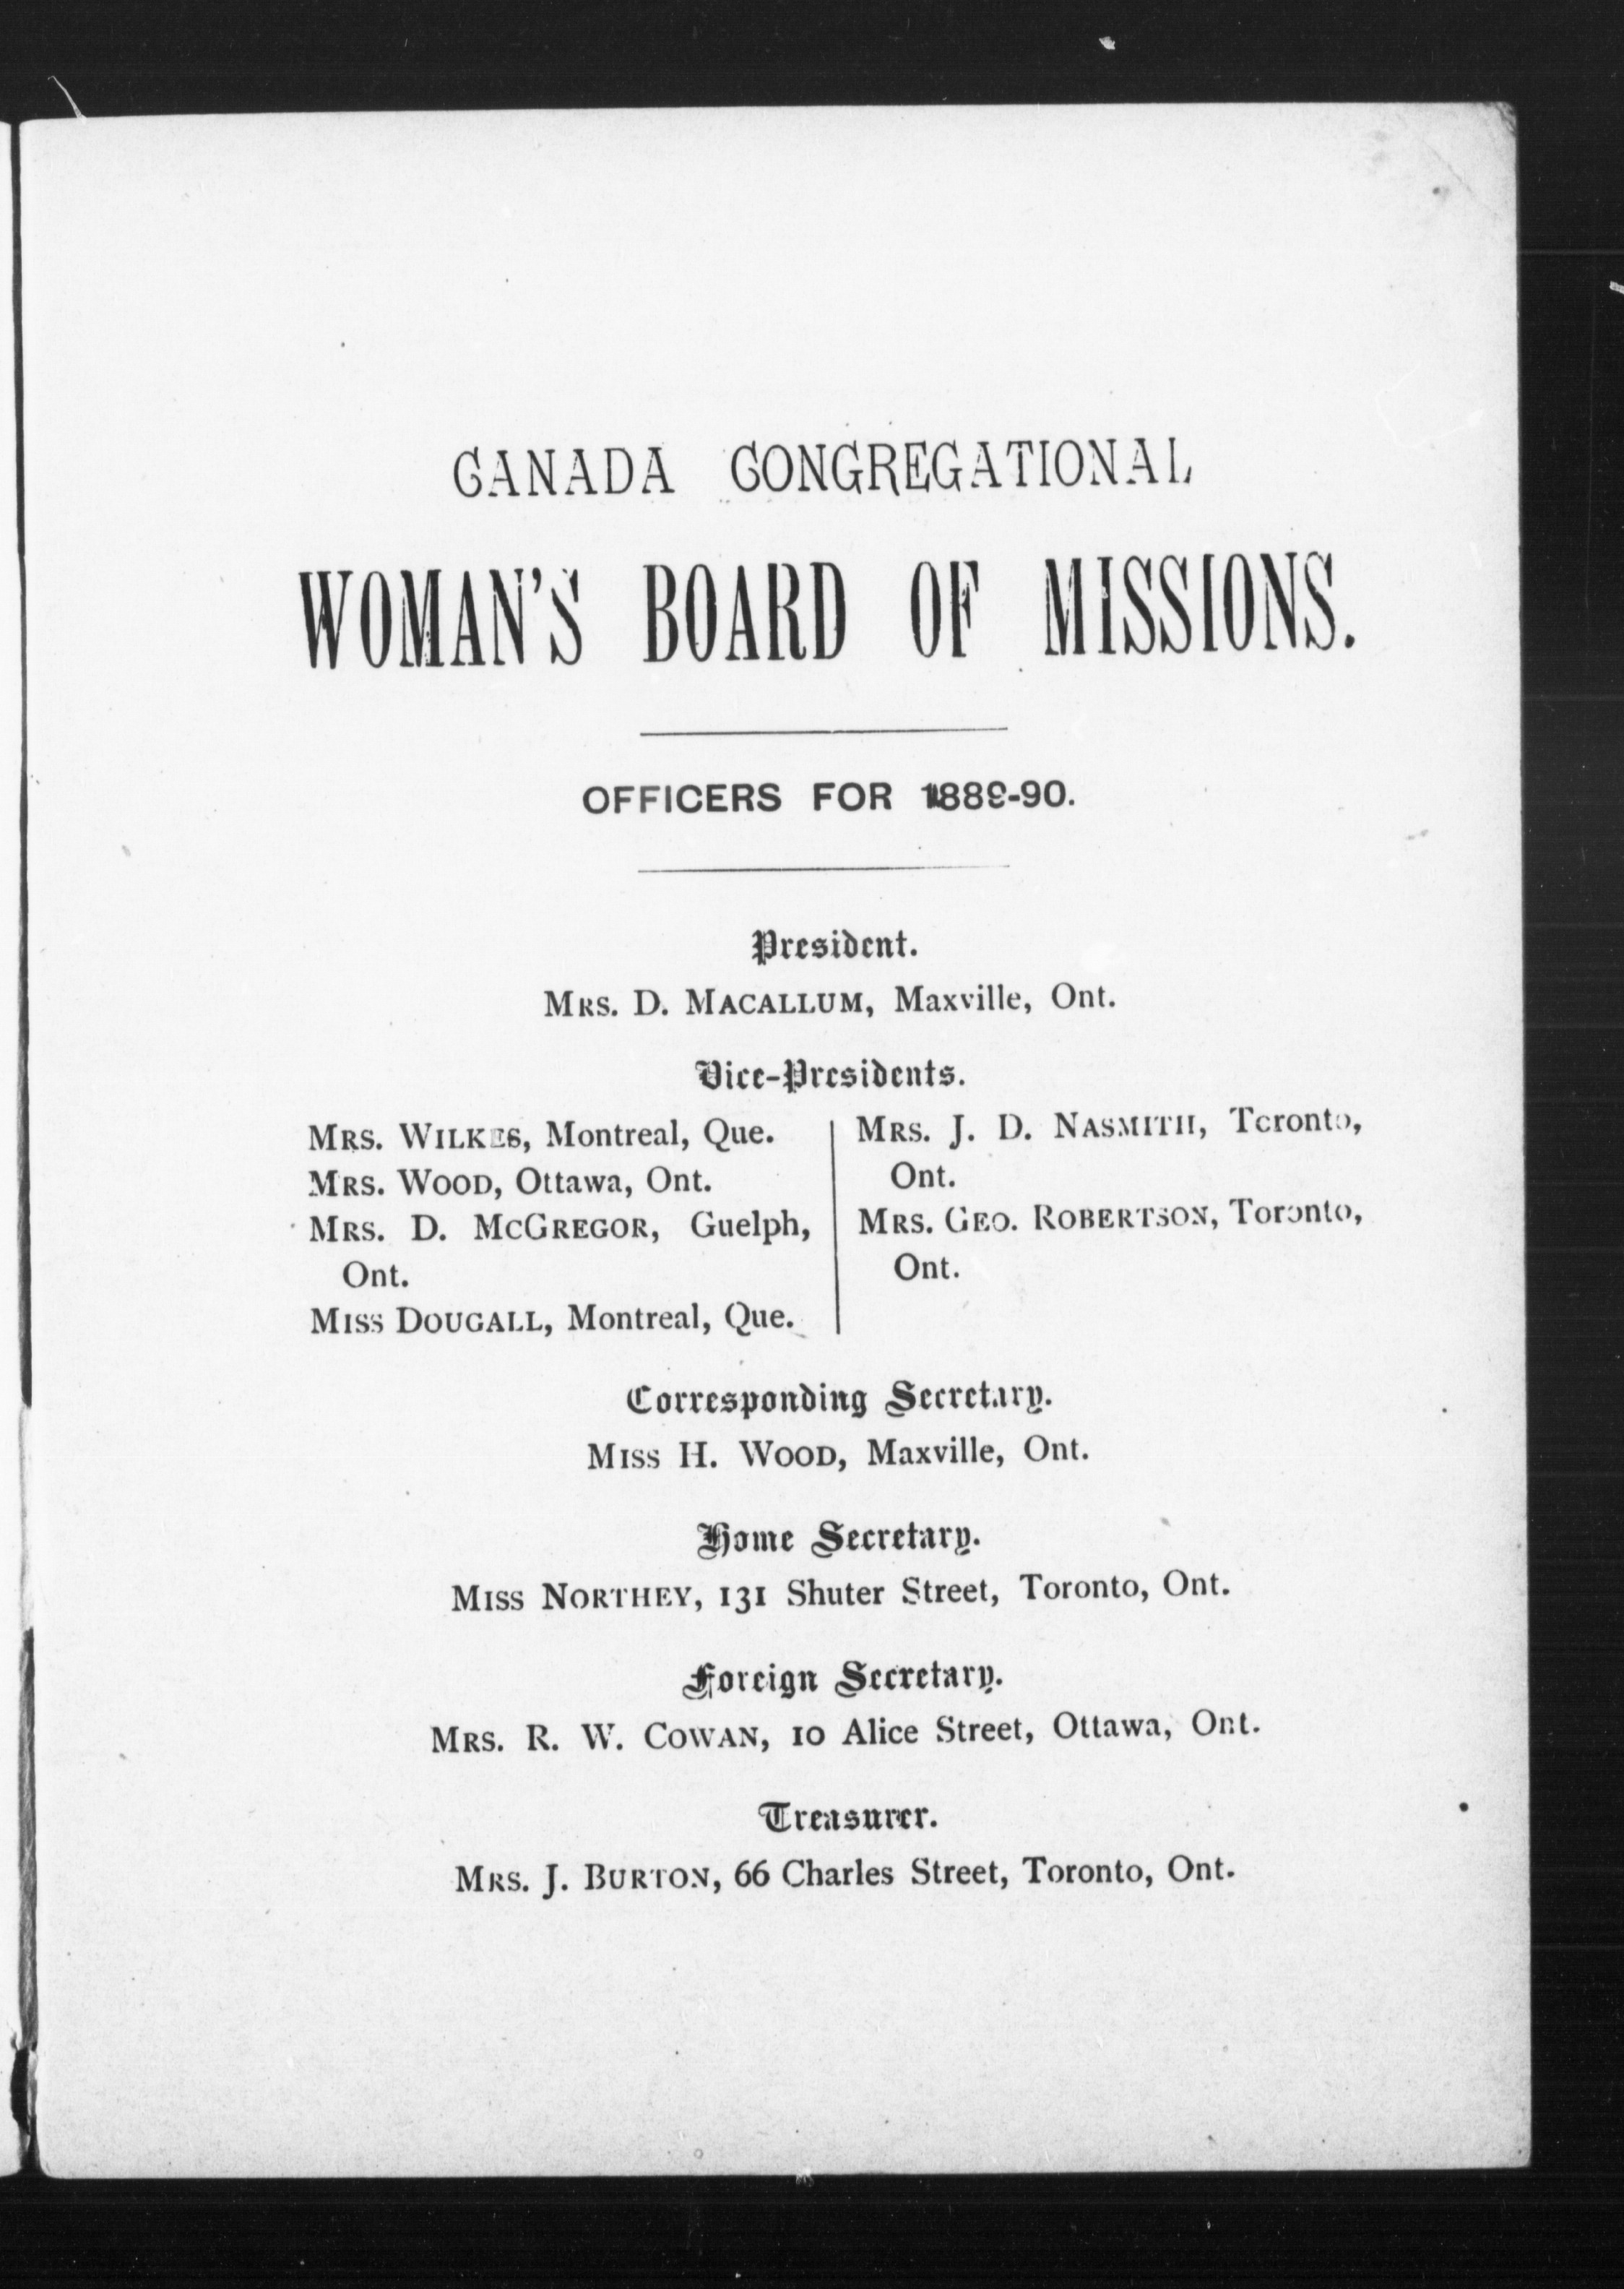 CANADA CONGREGATIONAL
WOMAN'S BOARD OF MISSIONS.
OFFICERS FOR 1889-90.
President.
MRS. D. MACALLUM, Maxville, Ont.
Vice-Presidents.
MRS. WILKES, Montreal, Que.
MRS. WOOD, Ottawa, Ont.
MRS. D. MCGREGOR, Guelph,
Ont.
MISS DOUGALL, Montreal, Que.
MRS. J. D. NASMITH, Toronto,
Ont.
MRS. GEO. ROBERTSON, Toronto,
Ont.
Corresponding Secretary.
MISS H. WOOD, Maxville, Ont.
Home Secretary.
MISS NORTHEY, 131 Shuter Street, Toronto, Ont.
Foreign Secretary.
MRS. R. W. COWAN, 10 Alice Street, Ottawa, Ont.
Treasurer.
MRS. J. BURTON, 66 Charles Street, Toronto, Ont.